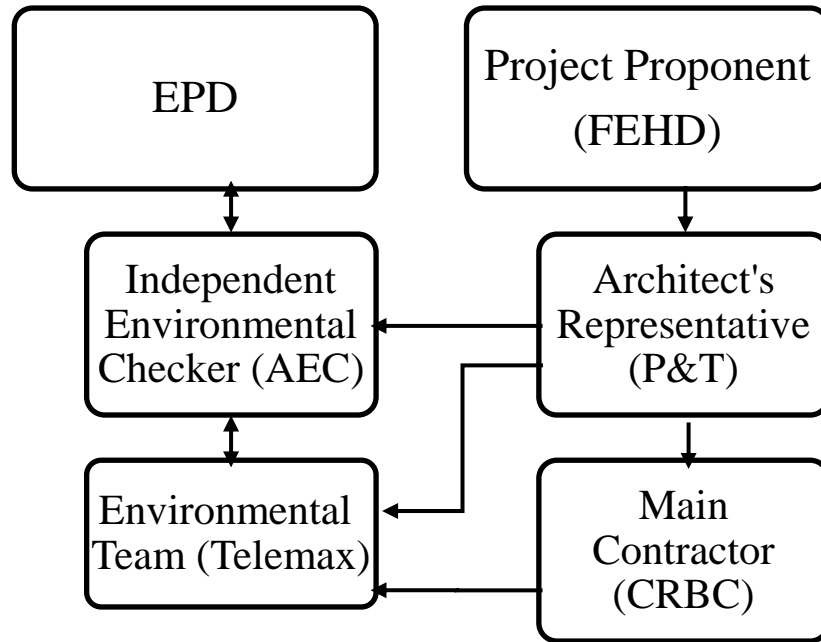 EPD
Project Proponent
(FEHD)
Independent
Environmental
Checker (AEC)
Architect's
Representative
(P&T)
Environmental
Team (Telemax)
Main
Contractor
(CRBC)